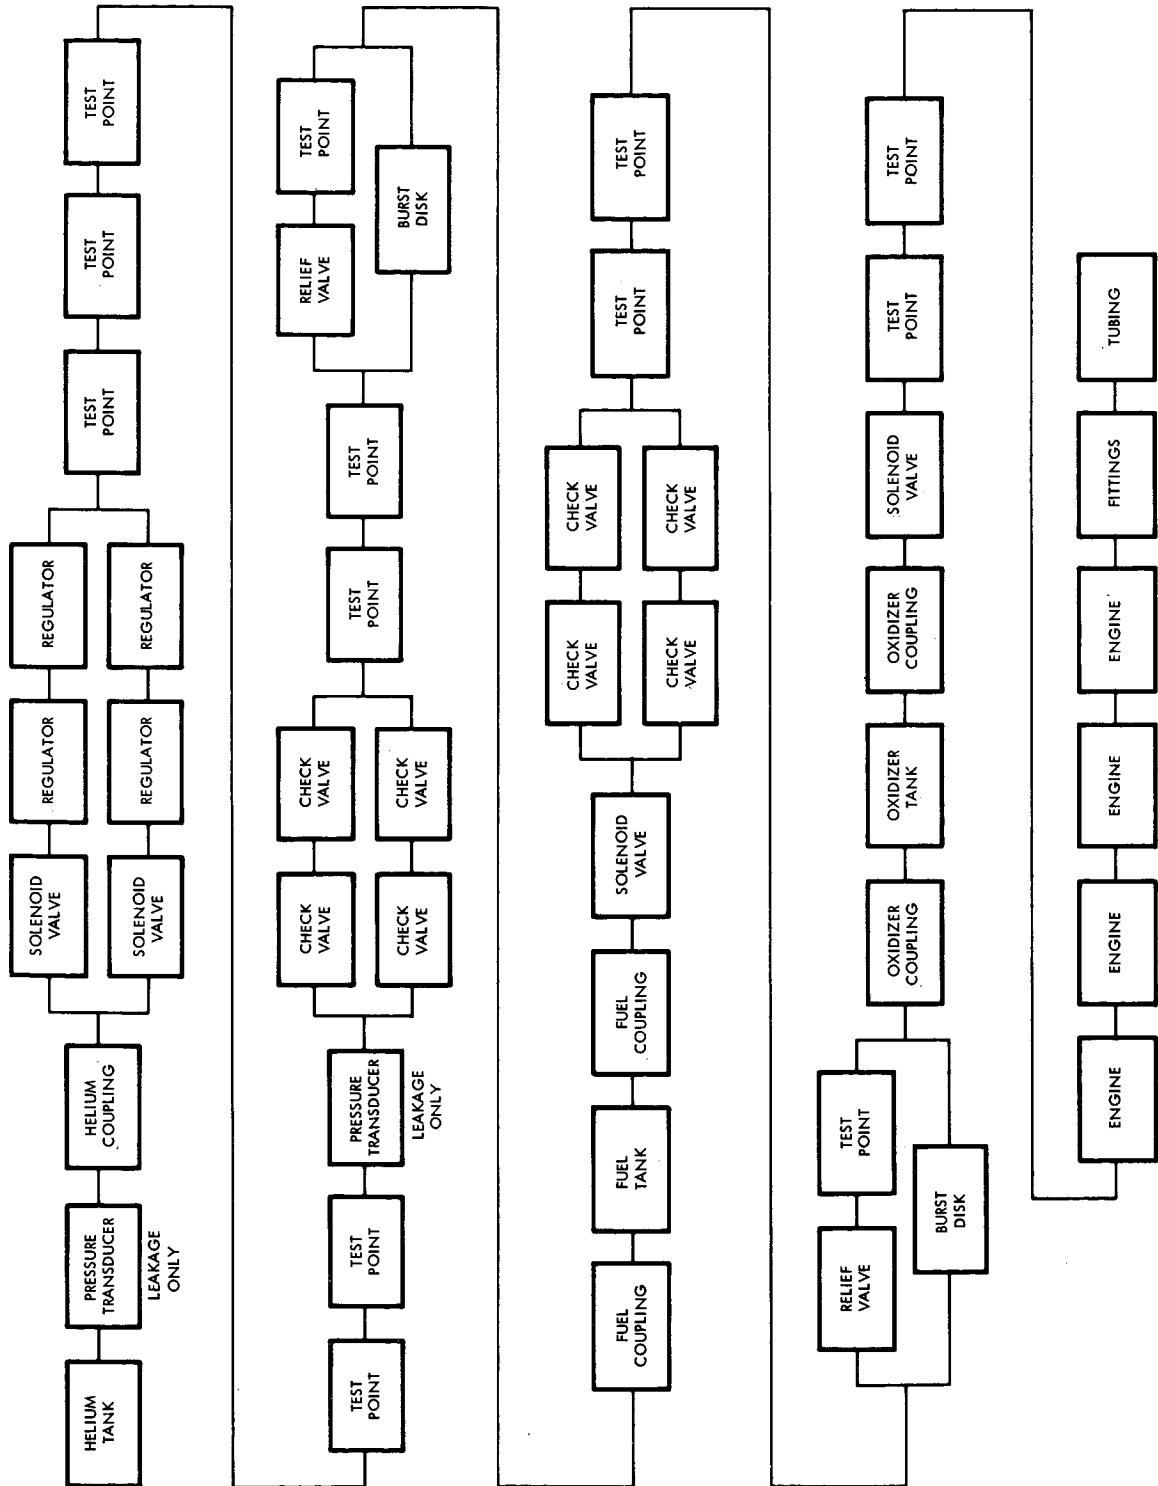 HELIUM
TANK
PRESSURE
TRANSDUCER
LEAKAGE
ONLY
HELIUM
COUPLING
SOLENOID
VALVE
REGULATOR
REGULATOR
SOLENOID
VALVE
REGULATOR
REGULATOR
TEST
POINT
TEST
POINT
TEST
POINT
TEST
POINT
TEST
POINT
PRESSURE
TRANSDUCER
LEAKAGE
ONLY
CHECK
VALVE
CHECK
VALVE
CHECK
VALVE
CHECK
VALVE
TEST
POINT
TEST
POINT
RELIEF
VALVE
TEST
POINT
BURST
DISK
FUEL
COUPLING
FUEL
TANK
FUEL
COUPLING
SOLENOID
VALVE
CHECK
VALVE
CHECK
VALVE
CHECK
VALVE
CHECK
VALVE
TEST
POINT
TEST
POINT
RELIEF
VALVE
TEST
POINT
BURST
DISK
OXIDIZER
COUPLING
OXIDIZER
TANK
OXIDIZER
COUPLING
SOLENOID
VALVE
TEST
POINT
TEST
POINT
ENGINE
ENGINE
ENGINE
ENGINE
FITTINGS
TUBING